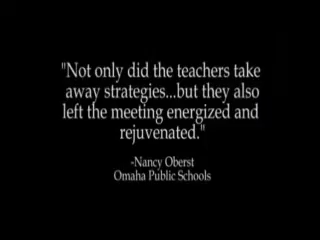 "Not only did the teachers take
away strategies...but they also
left the meeting energized and
rejuvenated."
-Nancy Oberst
Omaha Public Schools